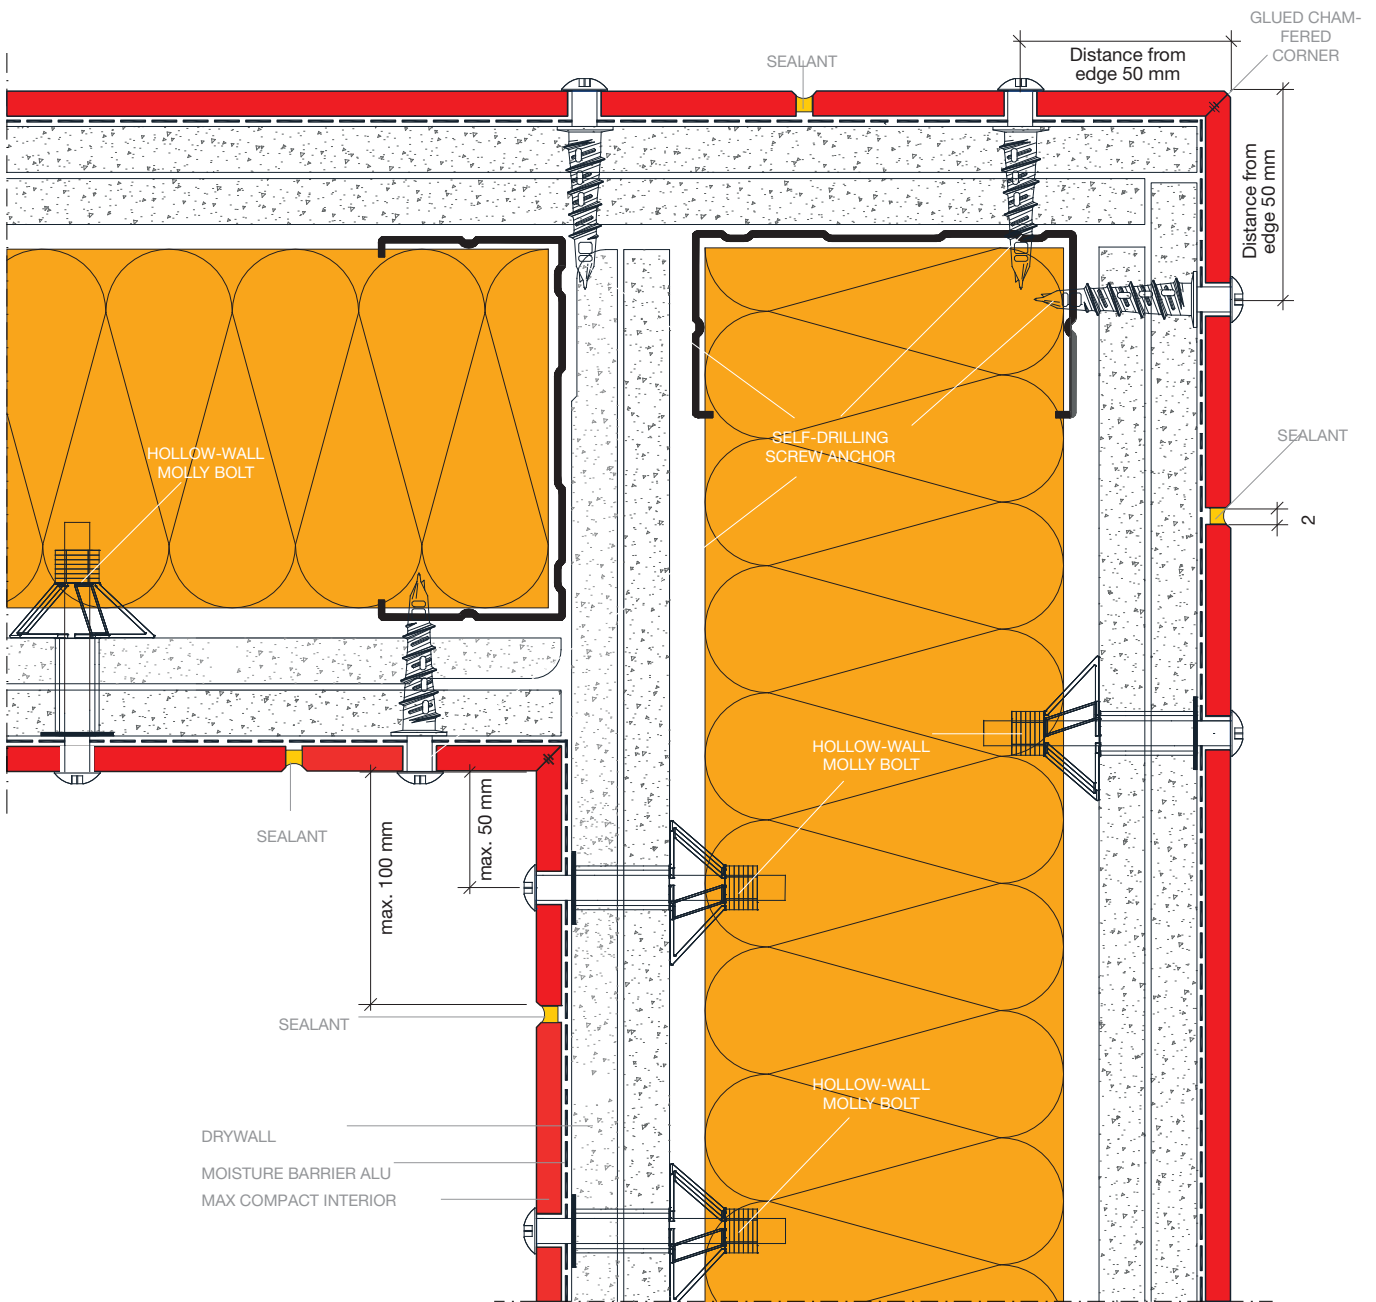 GLUED CHAM-
FERED
CORNER
Distance from
edge 50 mm
SEALANT
Distance from
edge 50 mm
SELF-DRILLING
SCREW ANCHOR
HOLLOW-WALL
MOLLY BOLT
SEALANT
2
HOLLOW-WALL
MOLLY BOLT
SEALANT
max. 50 mm
max. 100 mm
SEALANT
HOLLOW-WALL
MOLLY BOLT
DRYWALL
MOISTURE BARRIER ALU
MAX COMPACT INTERIOR